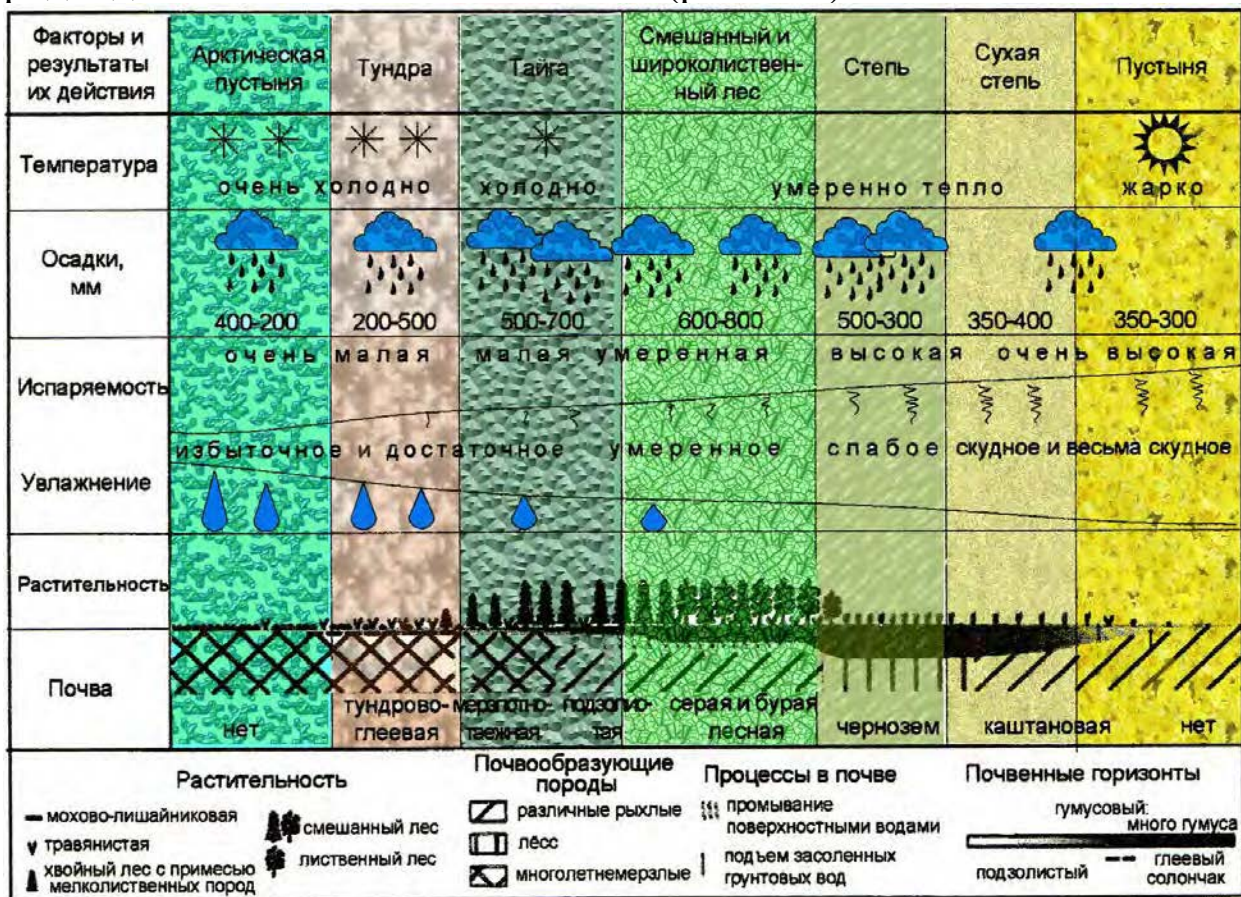 Факторы и
результаты
их действия
Арктическая
пустыня
Тундра
Тайга
Смешанный и
широколиствен-
ный лес
Степь
Сухая
степь
Пустыня
Температура
очень холодно
холодно
умеренно тепло
жарко
Осадки,
мм
400-200
200-500
500-700
600-800
500-300
350-400
350-300
Испаряемость
очень малая
малая умеренная
высокая
очень высокая
Увлажнение
избыточное и достаточное
умеренное
слабое
скудное и весьма скудное
Растительность
Почва
нет
тундрово-
глеевая
мерзлотно-
таежная
подзолис-
тая
серая и бурая
лесная
чернозем
каштановая
нет
Растительность
мохово-лишайниковая
травянистая
хвойный лес с примесью
мелколиственных пород
смешанный лес
лиственный лес
Почвообразующие
породы
различные рыхлые
лёсс
многолетнемерзлые
Процессы в почве
промывание
поверхностными водами
подъем засоленных
грунтовых вод
Почвенные горизонты
гумусовый:
много гумуса
подзолистый
глеевый
солончак